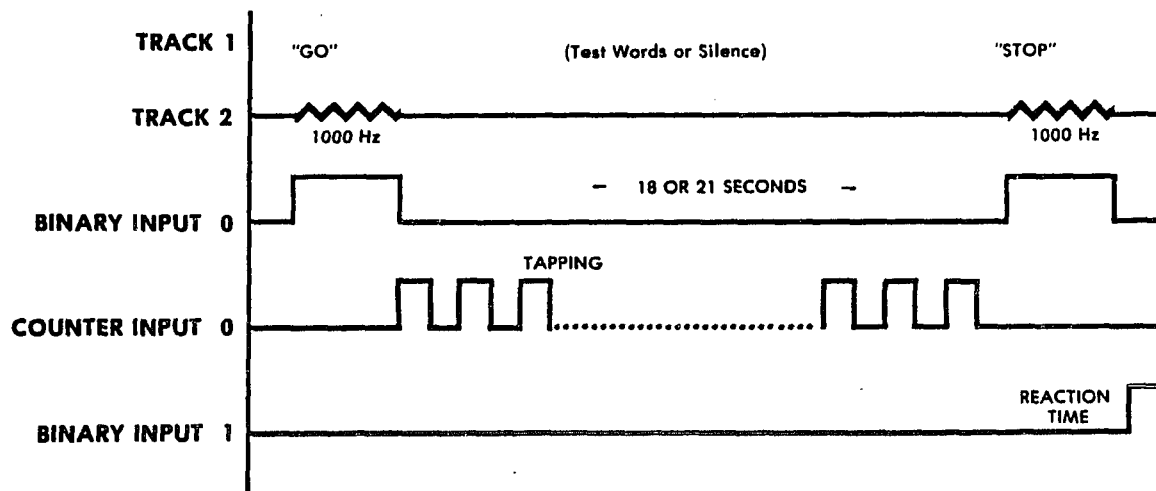 TRACK 1
"GO"
(Test Words or Silence)
"STOP"
TRACK 2
1000 Hz
1000 Hz
BINARY INPUT 0
18 OR 21 SECONDS
TAPPING
COUNTER INPUT 0
REACTION
TIME
BINARY INPUT 1